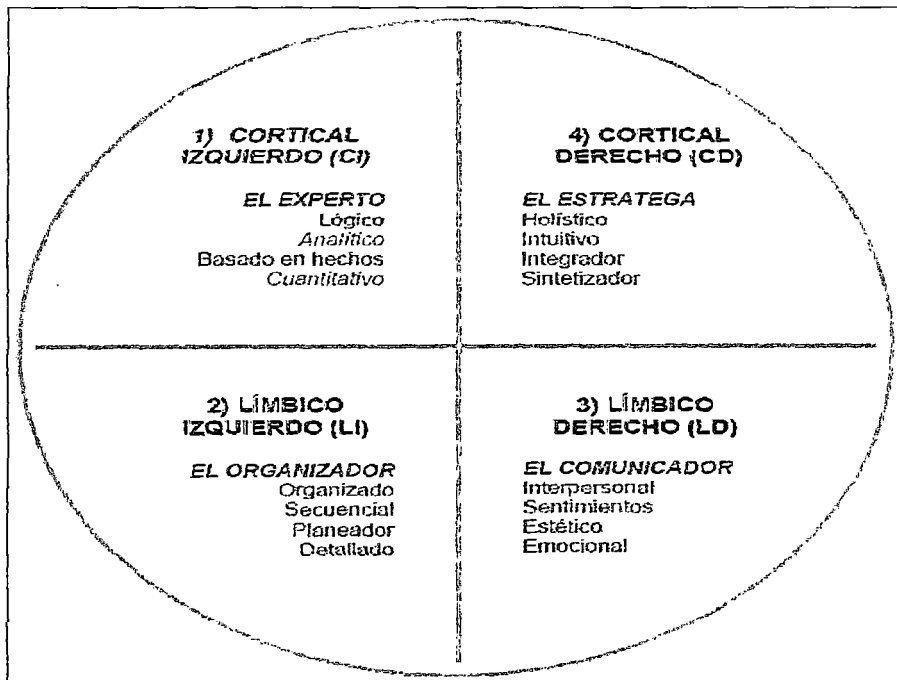 1) CORTICAL
IZQUIERDO (CI)
EL EXPERTO
Lógico
Analítico
Basado en hechos
Cuantitativo
4) CORTICAL
DERECHO (CD)
EL ESTRATEGA
Holístico
Intuitivo
Integrador
Sintetizador
2) LÍMBICO
IZQUIERDO (LI)
EL ORGANIZADOR
Organizado
Secuencial
Planeador
Detallado
3) LÍMBICO
DERECHO (LD)
EL COMUNICADOR
Interpersonal
Sentimientos
Estético
Emocional